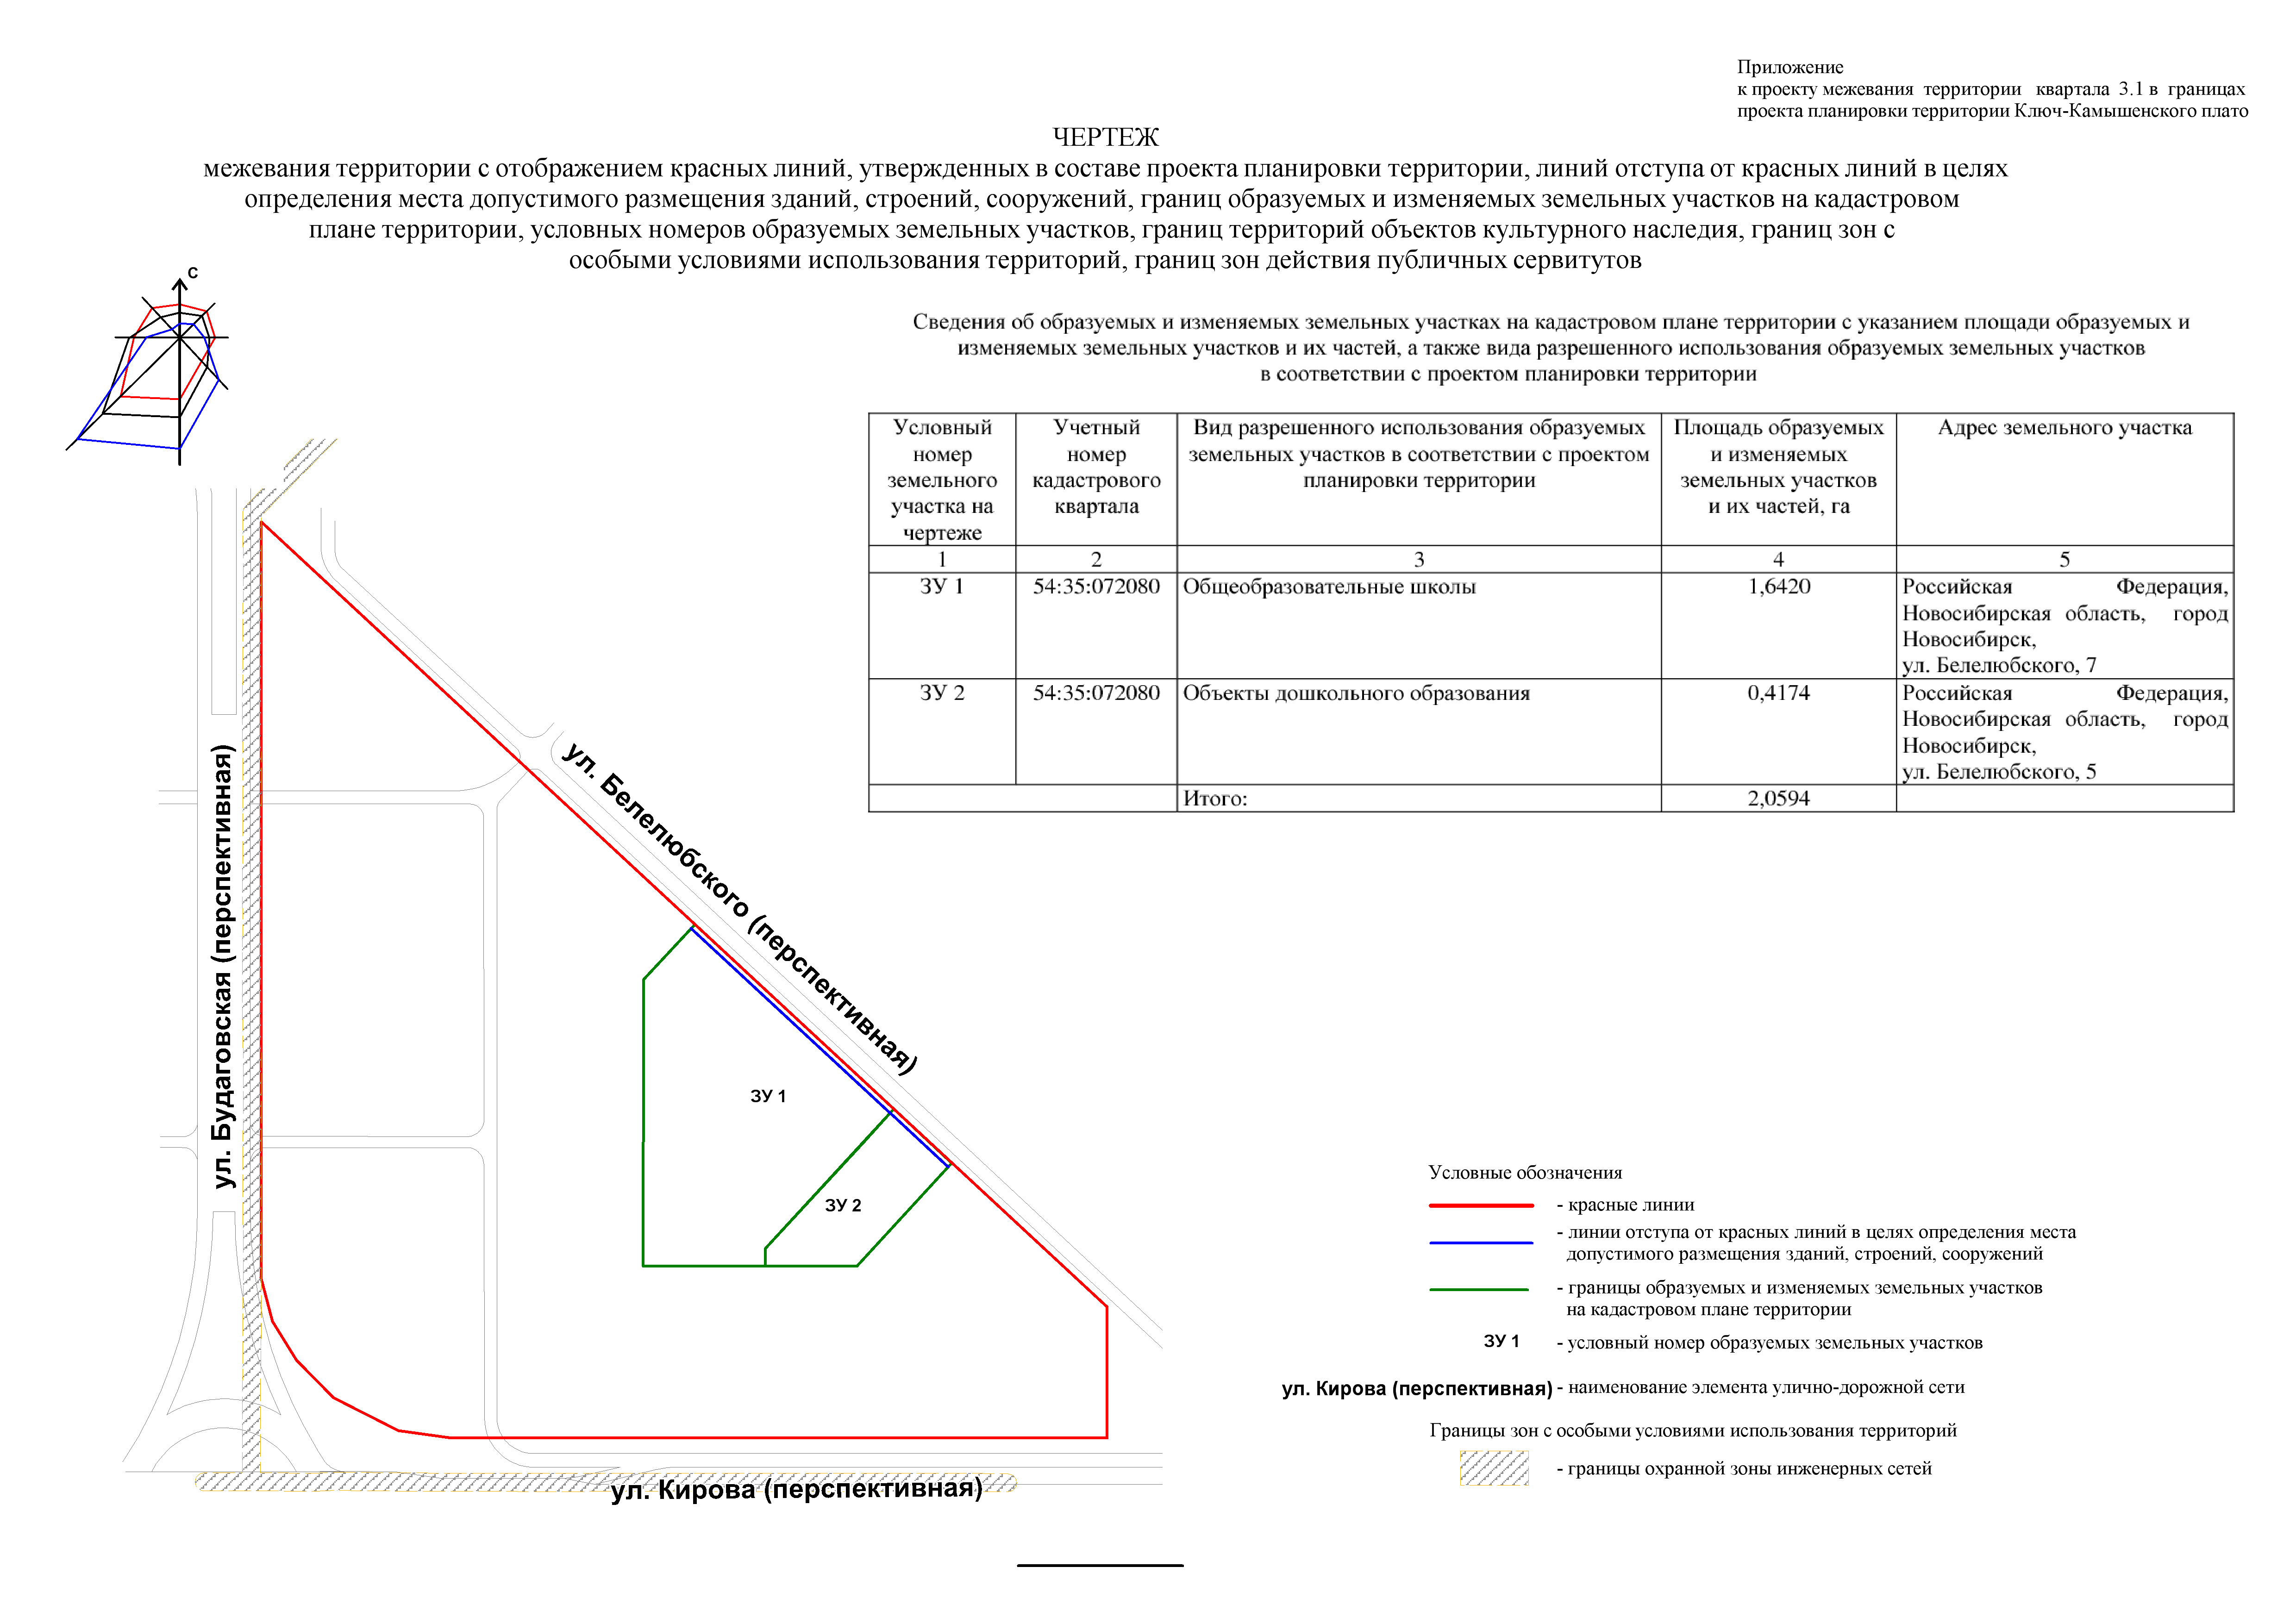 Приложение
к проекту межевания территории квартала 3.1 в границах
проекта планировки территории Ключ-Камышенского плато
ЧЕРТЕЖ
межевания территории с отображением красных линий, утвержденных в составе проекта планировки территории, линий отступа от красных линий в целях
определения места допустимого размещения зданий, строений, сооружений, границ образуемых и изменяемых земельных участков на кадастровом
плане территории, условных номеров образуемых земельных участков, границ территорий объектов культурного наследия, границ зон с
особыми условиями использования территорий, границ зон действия публичных сервитутов
С
Сведения об образуемых и изменяемых земельных участках на кадастровом плане территории с указанием площади образуемых и
изменяемых земельных участков и их частей, а также вида разрешенного использования образуемых земельных участков
в соответствии с проектом планировки территории
Условный
номер
земельного
участка на
чертеже
Учетный
номер
кадастрового
квартала
Вид разрешенного использования образуемых
земельных участков в соответствии с проектом
планировки территории
Площадь образуемых
и изменяемых
земельных участков
и их частей, га
Адрес земельного участка
1 2 3 4 5
ЗУ 1 54:35:072080 Общеобразовательные школы 1,6420 Российская Федерация,
Новосибирская область, город
Новосибирск,
ул. Белелюбского, 7
ЗУ 2 54:35:072080 Объекты дошкольного образования 0,4174 Российская Федерация,
Новосибирская область, город
Новосибирск,
ул. Белелюбского, 5
Итого: 2,0594
ул. Будаговская (перспективная)
ул. Белелюбского (перспективная)
ЗУ 1
ЗУ 2
ул. Кирова (перспективная)
Условные обозначения
- красные линии
- линии отступа от красных линий в целях определения места
допустимого размещения зданий, строений, сооружений
- границы образуемых и изменяемых земельных участков
на кадастровом плане территории
ЗУ 1 - условный номер образуемых земельных участков
ул. Кирова (перспективная) - наименование элемента улично-дорожной сети
Границы зон с особыми условиями использования территорий
- границы охранной зоны инженерных сетей